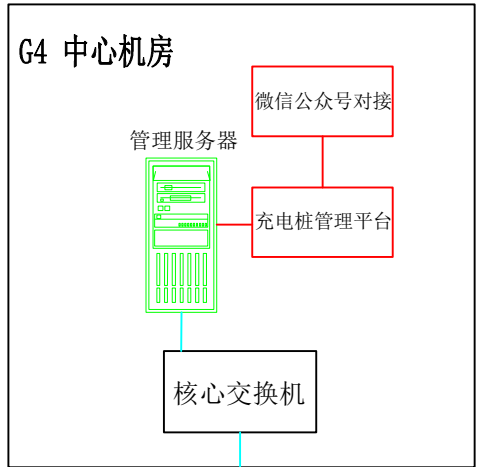 G4 中心机房
微信公众号对接
管理服务器
充电桩管理平台
核心交换机